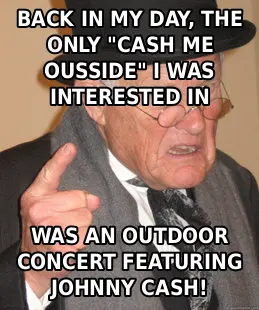 BACK IN MY DAY, THE
ONLY "CASH ME
OUSSIDE" I WAS
INTERESTED IN
WAS AN OUTDOOR
CONCERT FEATURING
JOHNNY CASH!